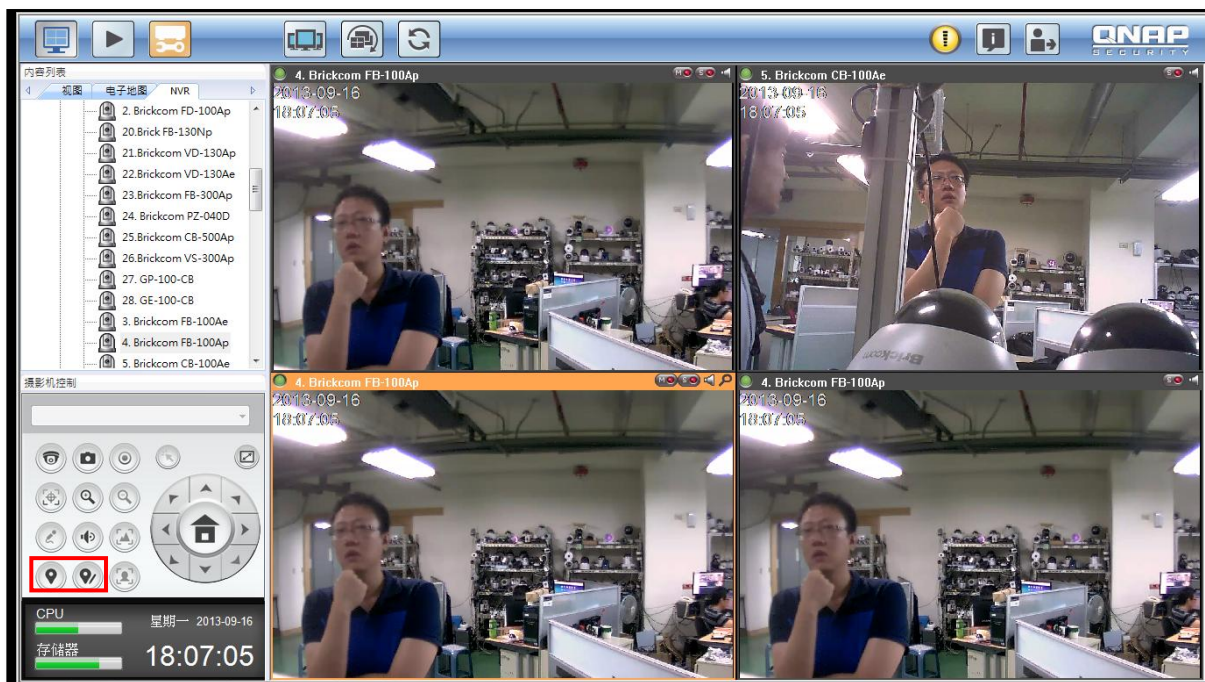 QNAP
SECURITY
内容列表
视图 电子地图 NVR
2. Brickcom FD-100Ap
20.Brick FB-130Np
21.Brickcom VD-130Ap
22.Brickcom VD-130Ae
23.Brickcom FB-300Ap
24. Brickcom PZ-040D
25.Brickcom CB-500Ap
26.Brickcom VS-300Ap
27. GP-100-CB
28. GE-100-CB
3. Brickcom FB-100Ae
4. Brickcom FB-100Ap
5. Brickcom CB-100Ae
摄影机控制
CPU
星期一 2013-09-16
存储器
18:07:05
4. Brickcom FB-100Ap
2013-09-16
18:07:05
5. Brickcom CB-100Ae
2013-09-16
18:07:05
Brickcom
4. Brickcom FB-100Ap
2013-09-16
18:07:05
4. Brickcom FB-100Ap
2013-09-16
18:07:05